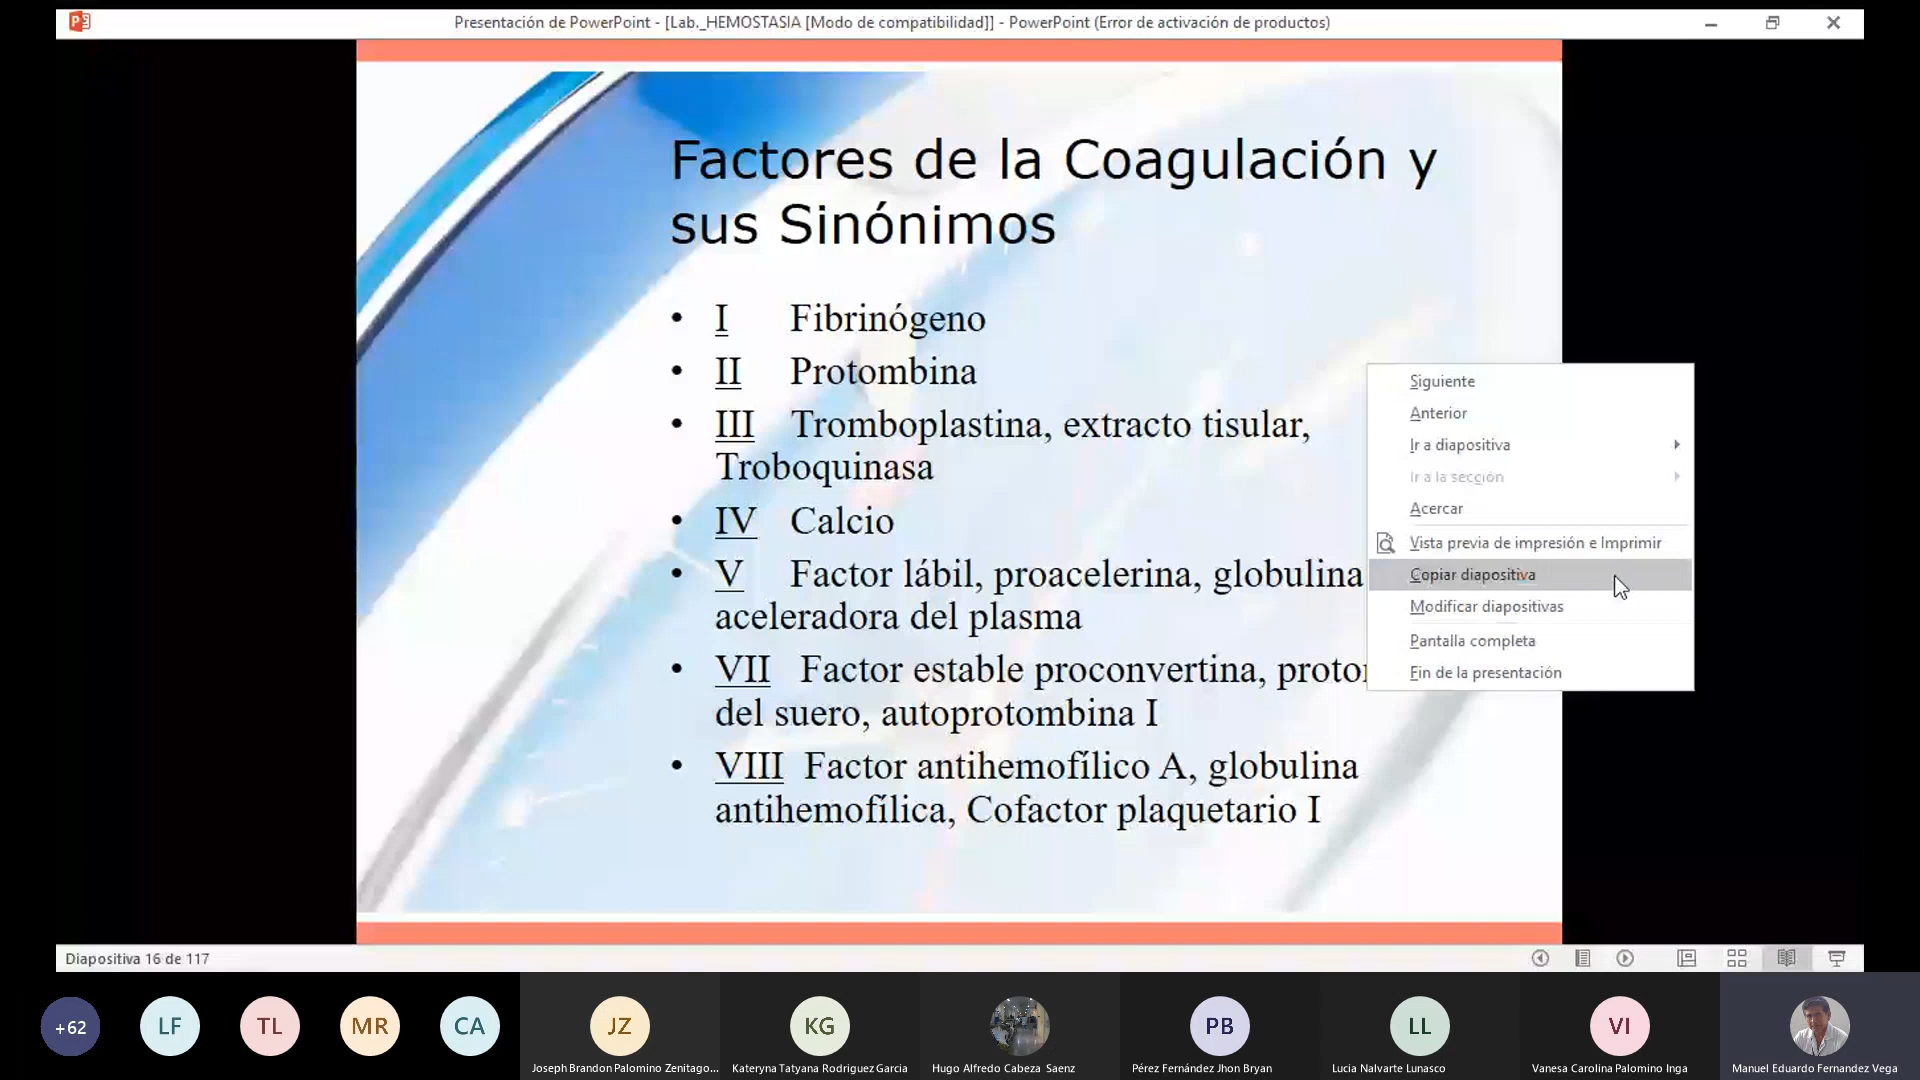 Presentación de PowerPoint - [Lab._HEMOSTASIA [Modo de compatibilidad]] - PowerPoint (Error de activación de productos)
Factores de la Coagulación y
sus Sinónimos
• I Fibrinógeno
• II Protombina
• III Tromboplastina, extracto tisular,
Troboquinasa
• IV Calcio
• V Factor lábil, proacelerina, globulina
aceleradora del plasma
• VII Factor estable proconvertina,
del suero, autoprotombina I
• VIII Factor antihemofílico A, globulina
antihemofílica, Cofactor plaquetario I
Siguiente
Anterior
Ir a diapositiva
Ir a la sección
Acercar
Vista previa de impresión e Imprimir
Copiar diapositiva
Modificar diapositivas
Pantalla completa
Fin de la presentación
Diapositiva 16 de 117
+62
LF
TL
MR
CA
JZ
KG
PB
LL
VI
Joseph Brandon Palomino Zenitago...
Kateryna Tatyana Rodriguez Garcia
Hugo Alfredo Cabeza Saenz
Pérez Fernández Jhon Bryan
Lucia Nalvarte Lunasco
Vanesa Carolina Palomino Inga
Manuel Eduardo Fernandez Vega